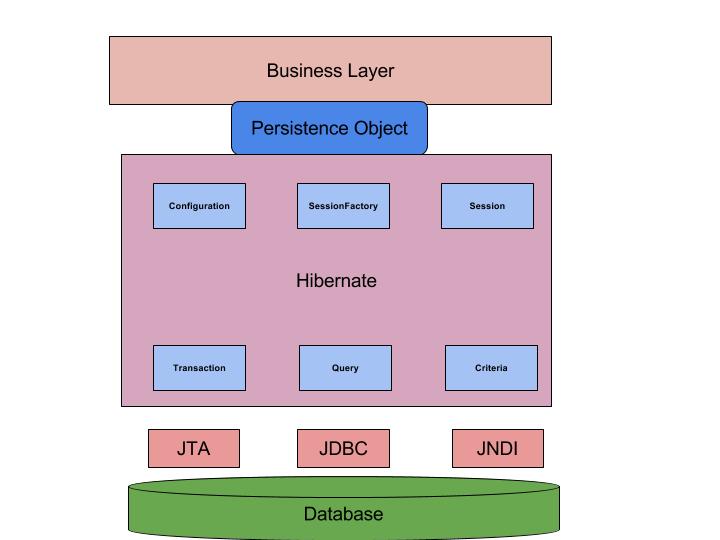 Business Layer
Persistence Object
Configuration
SessionFactory
Session
Hibernate
Transaction
Query
Criteria
JTA
JDBC
JNDI
Database